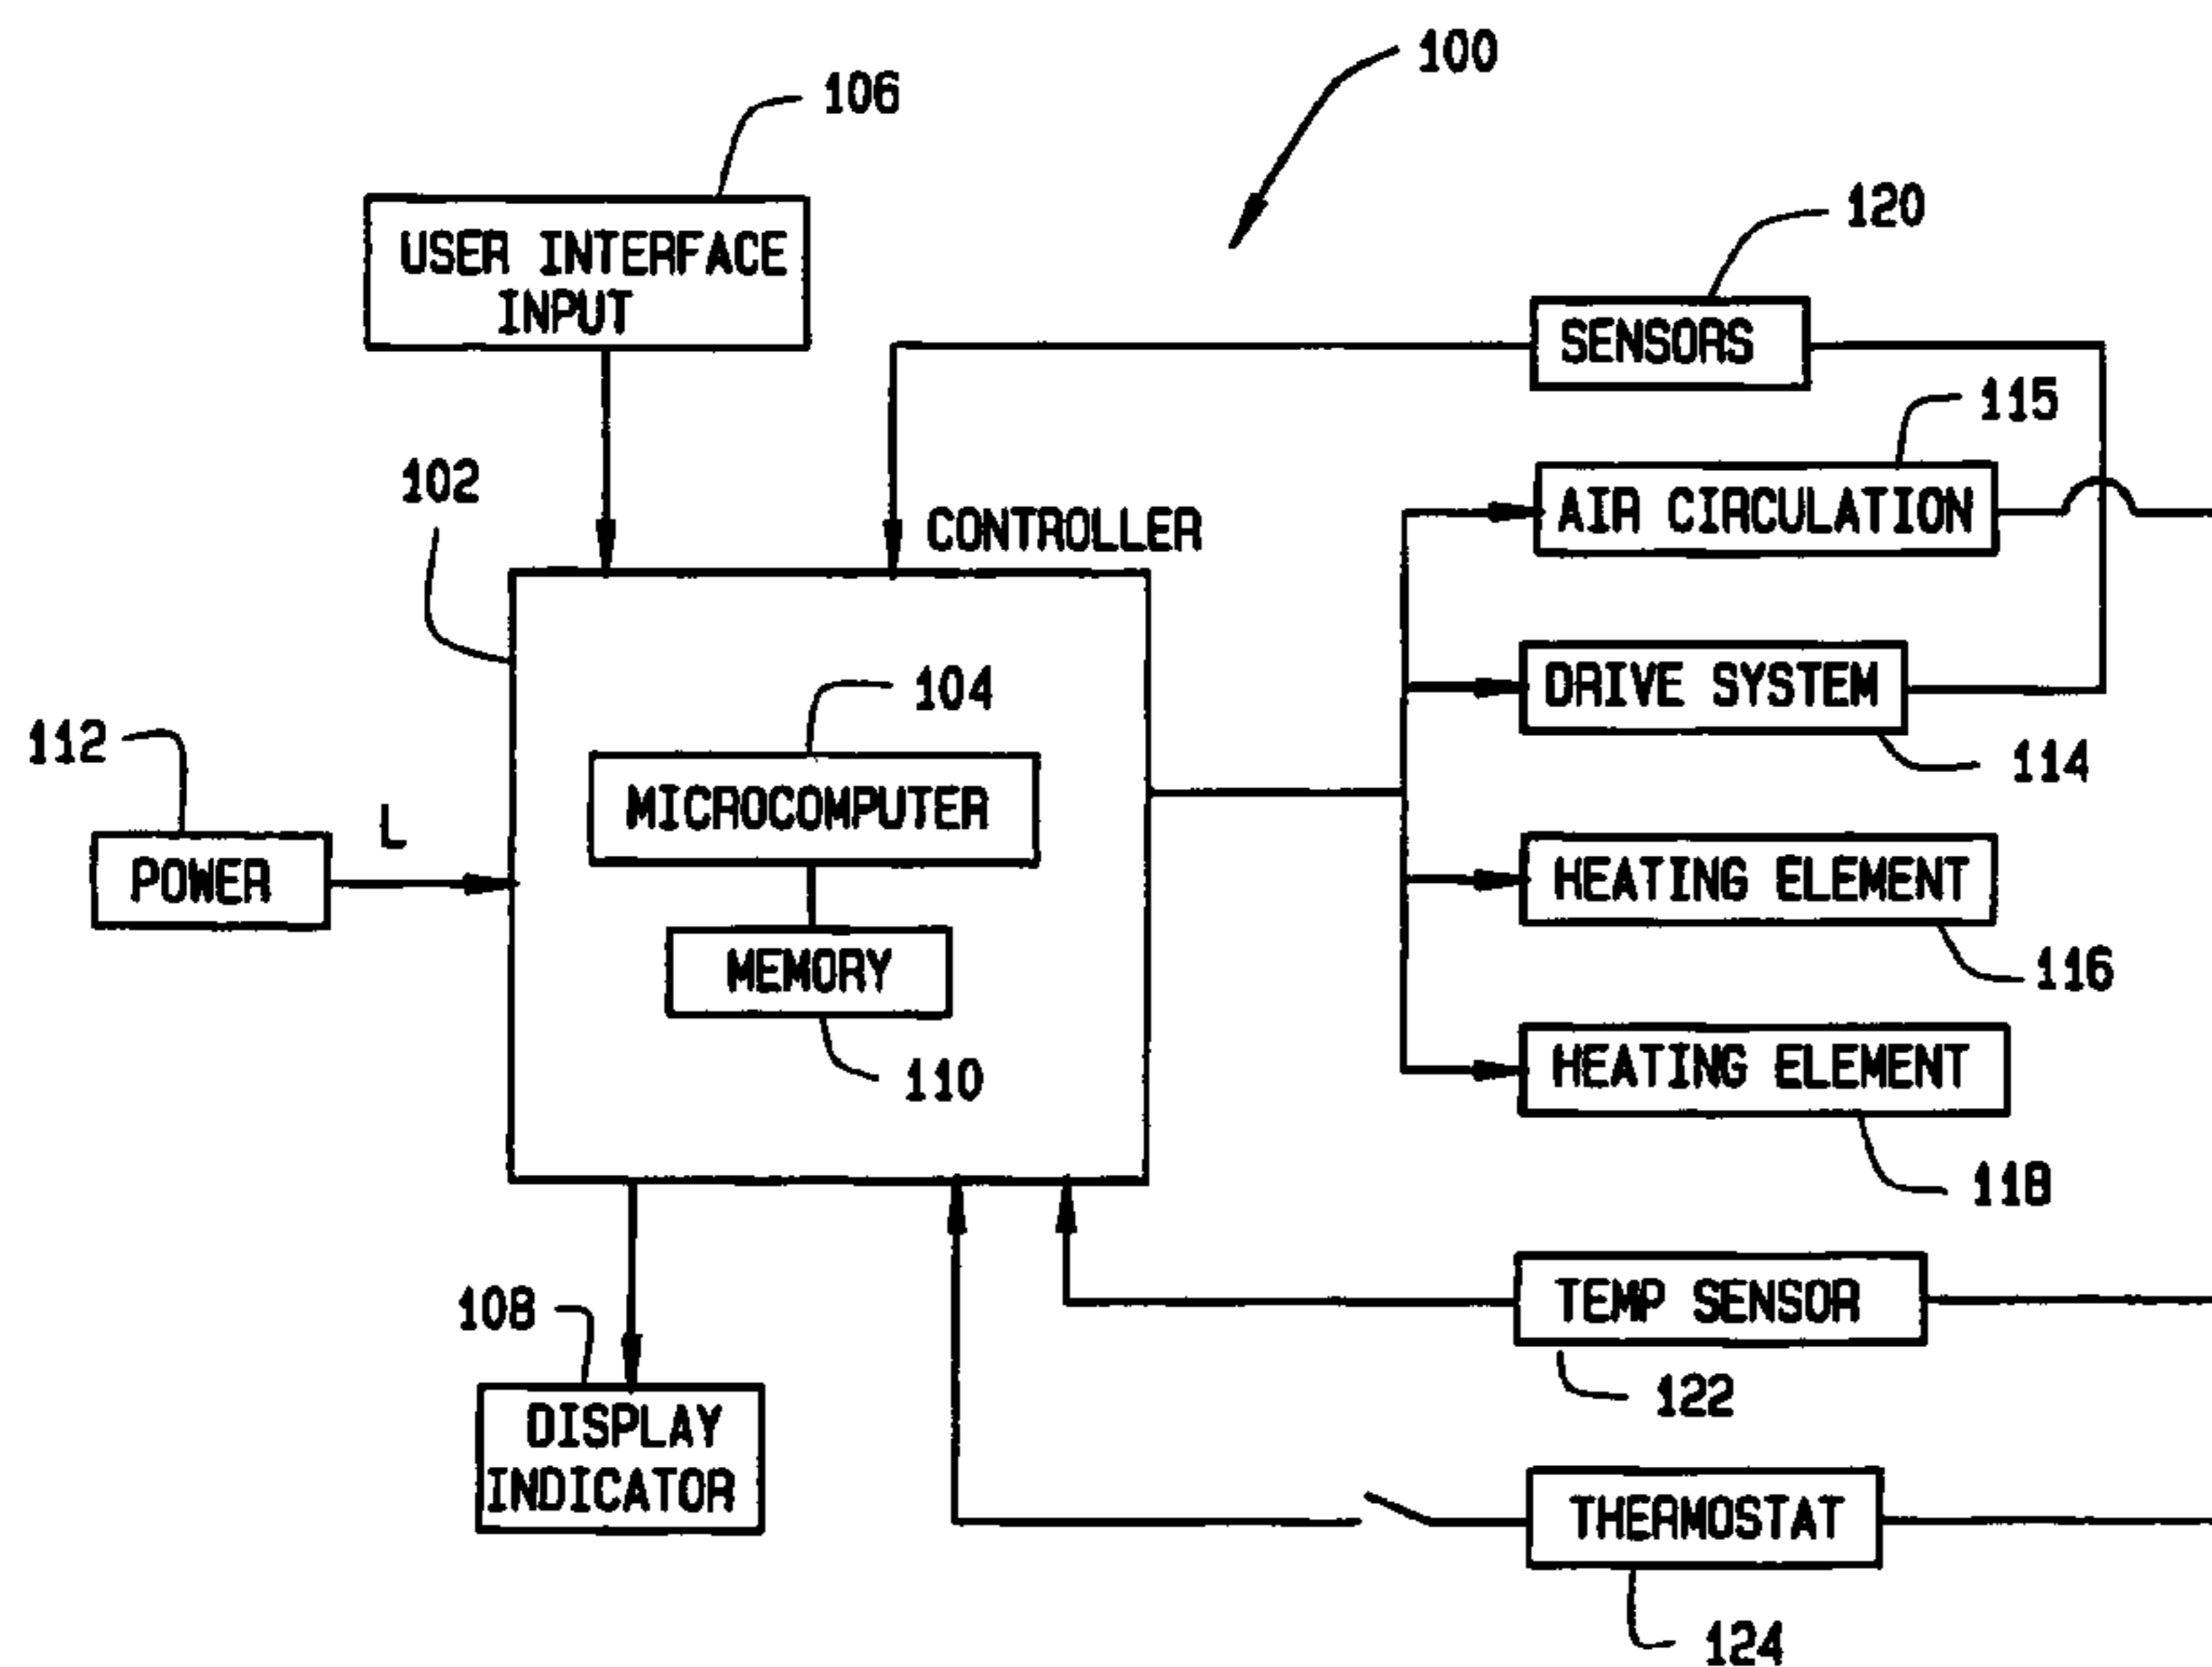 100
106
USER INTERFACE
INPUT
120
SENSORS
115
AIR CIRCULATION
102
CONTROLLER
DRIVE SYSTEM
114
104
MICROCOMPUTER
112
L
POWER
HEATING ELEMENT
116
MEMORY
110
HEATING ELEMENT
118
TEMP SENSOR
122
108
DISPLAY
INDICATOR
THERMOSTAT
124